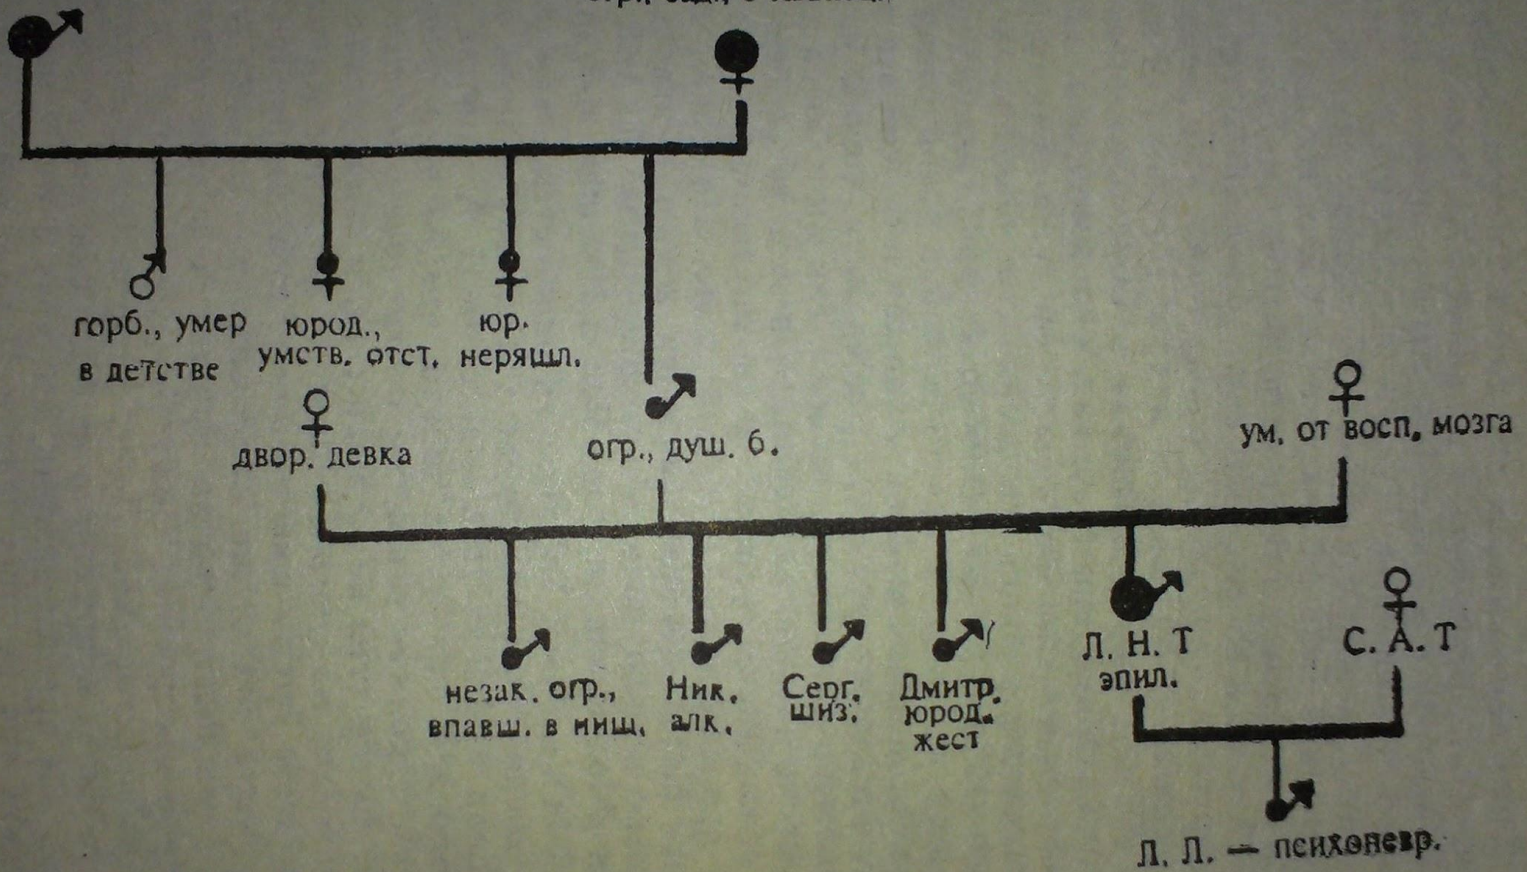 горб., умер
в детстве
юрод.,
умств. отст.
юр.
неряшл.
двор. девка
огр., душ. б.
ум. от восп. мозга
незак. огр.,
впавш. в нищ.
Ник.
алк.
Серг.
шиз.
Дмитр.
юрод.
жест
Л. Н. Т
эпил.
С. А. Т
Л. Л. — психоневр.